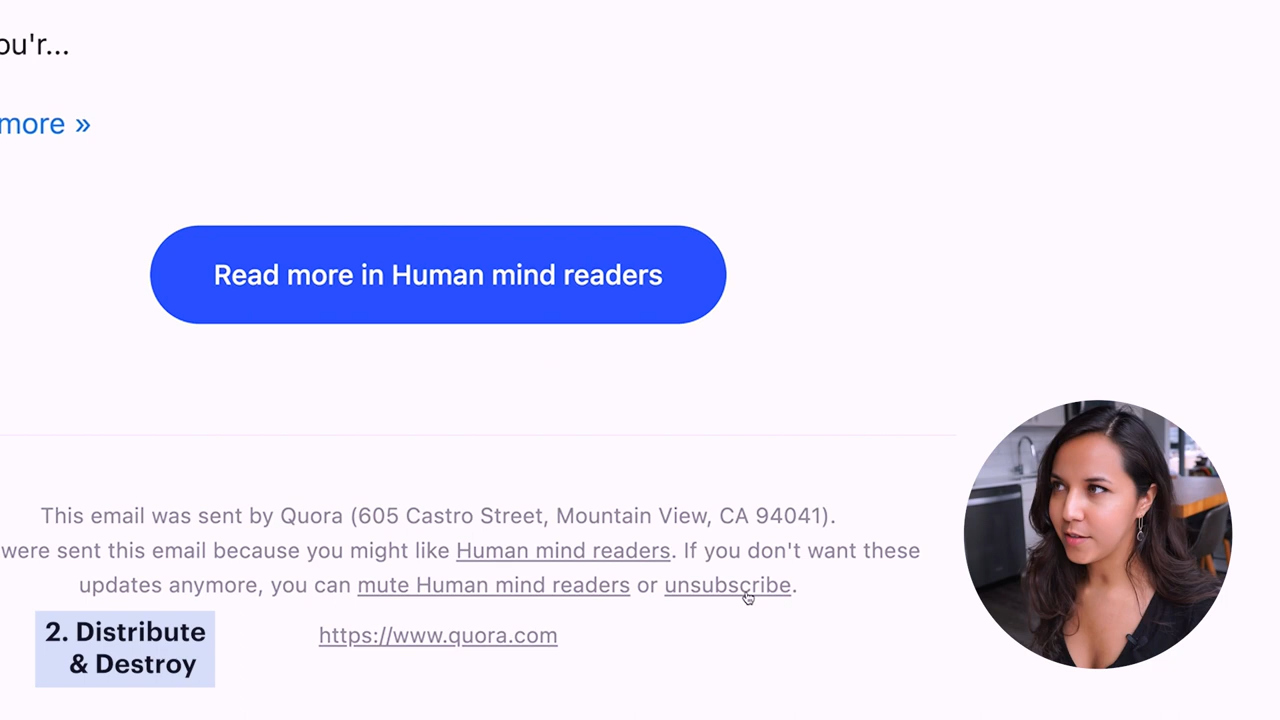 ou'r...
more »
Read more in Human mind readers
This email was sent by Quora (605 Castro Street, Mountain View, CA 94041).
were sent this email because you might like Human mind readers. If you don't want these
updates anymore, you can mute Human mind readers or unsubscribe.
https://www.quora.com
2. Distribute
& Destroy